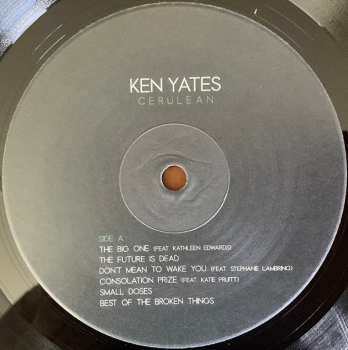 KEN YATES
CERULEAN
SIDE A
THE BIG ONE (FEAT. KATHLEEN EDWARDS)
THE FUTURE IS DEAD
DON'T MEAN TO WAKE YOU (FEAT. STEPHANIE LAMBRING)
CONSOLATION PRIZE (FEAT. KATIE PRUITT)
SMALL DOSES
BEST OF THE BROKEN THINGS